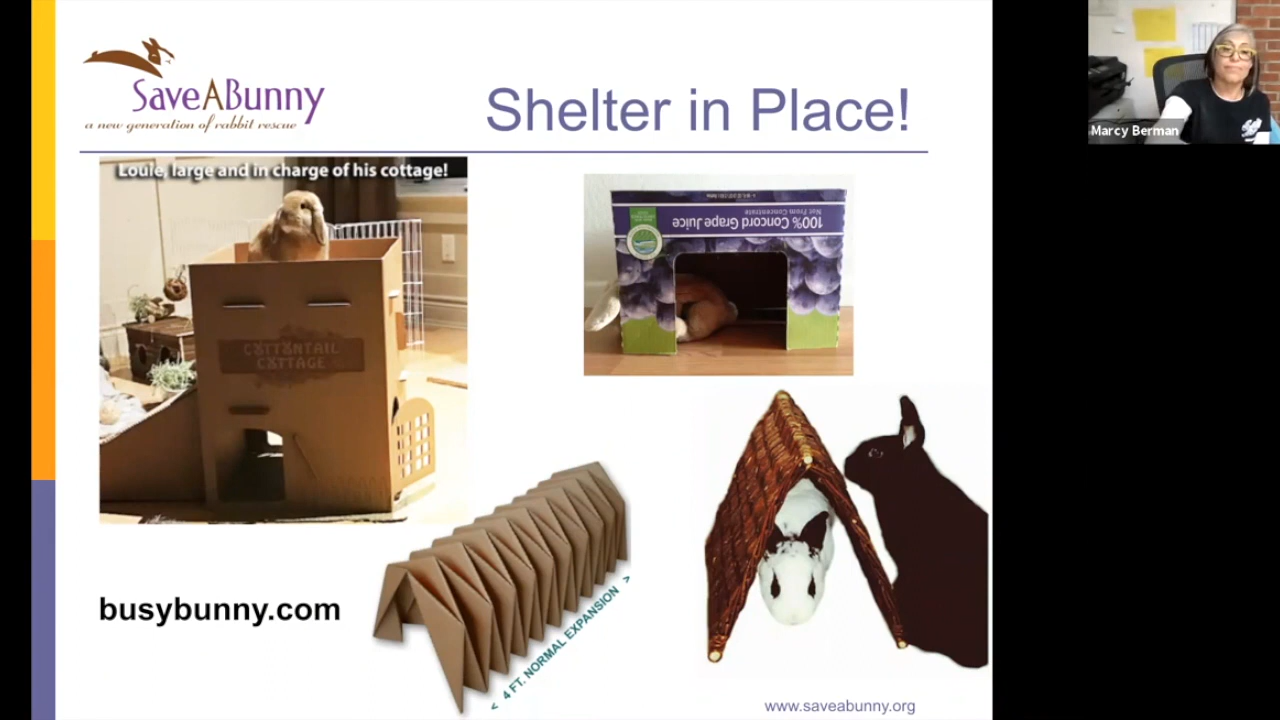 SaveABunny
a new generation of rabbit rescue
Shelter in Place!
Marcy Berman
Louie, large and in charge of his cottage!
COTTONTAIL
COTTAGE
100% Concord Grape Juice
Not From Concentrate
busybunny.com
< 4 FT. NORMAL EXPANSION >
www.saveabunny.org